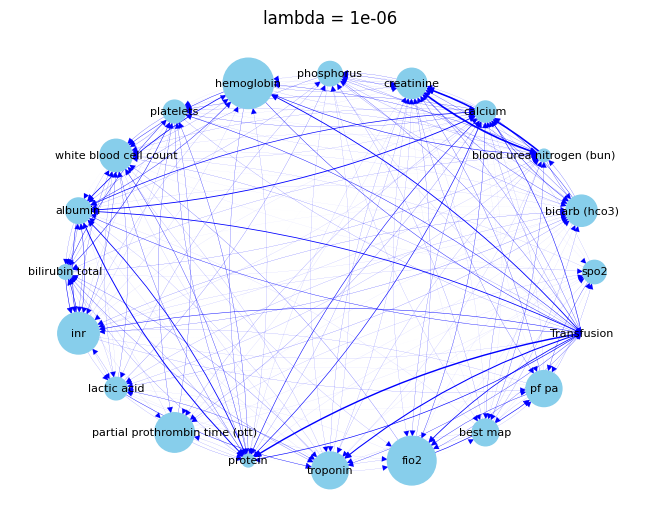 lambda = 1e-06
phosphorus
hemoglobin
creatinine
platelets
calcium
white blood cell count
blood urea nitrogen (bun)
albumin
bicarb (hco3)
bilirubin total
spo2
inr
Transfusion
lactic acid
pf pa
partial prothrombin time (ptt)
best map
protein
troponin
fio2